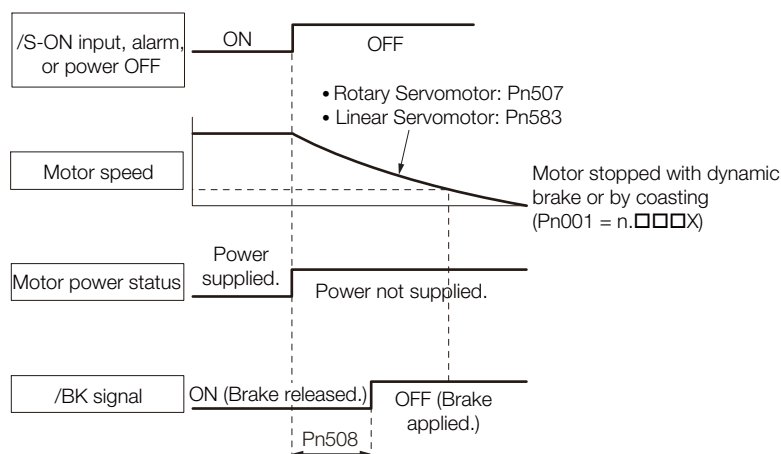 /S-ON input, alarm,
or power OFF
ON
OFF
• Rotary Servomotor: Pn507
• Linear Servomotor: Pn583
Motor speed
Motor stopped with dynamic
brake or by coasting
(Pn001 = n.□□□X)
Motor power status
Power
supplied.
Power not supplied.
/BK signal
ON (Brake released.)
OFF (Brake
applied.)
Pn508